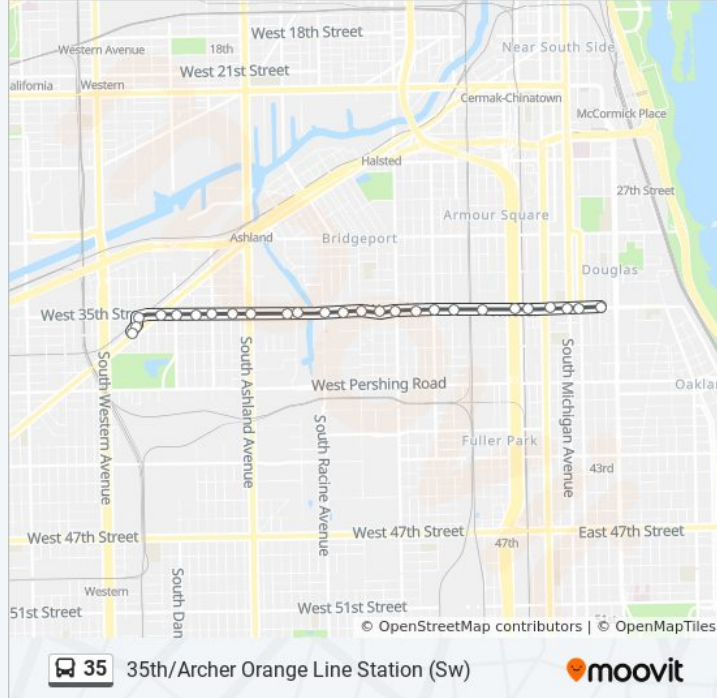 West 18th Street
Near South Side
Western Avenue
18th
West 21st Street
alifornia
Western
Cermak-Chinatown
McCormick Place
Halsted
27th Street
Armour Square
Ashland
Bridgeport
Douglas
West 35th Str
South Western Avenue
South Ashland Avenue
South Michigan Avenue
West Pershing Road
Oakla
South Racine Avenue
Fuller Park
43rd
West 47th Street
West 47th Street
East 47th Street
47th
Western
South Dan
51st Street
West 51st Street
© OpenStreetMap contributors | © OpenMapTiles
35
35th/Archer Orange Line Station (Sw)
moovit